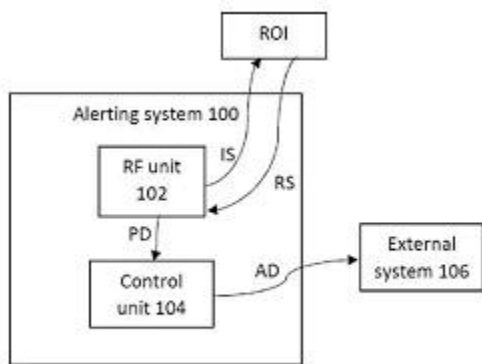 ROI
Alerting system 100
IS
RF unit
102
RS
PD
External
system 106
Control
unit 104
AD